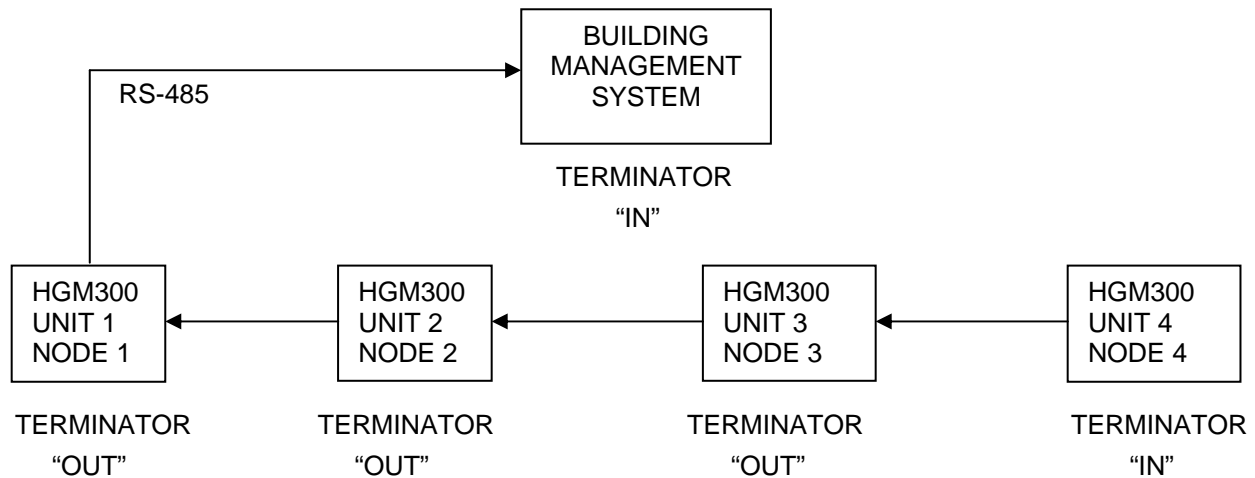 BUILDING
MANAGEMENT
SYSTEM
RS-485
TERMINATOR
“IN”
HGM300
UNIT 1
NODE 1
HGM300
UNIT 2
NODE 2
HGM300
UNIT 3
NODE 3
HGM300
UNIT 4
NODE 4
TERMINATOR
“OUT”
TERMINATOR
“OUT”
TERMINATOR
“OUT”
TERMINATOR
“IN”